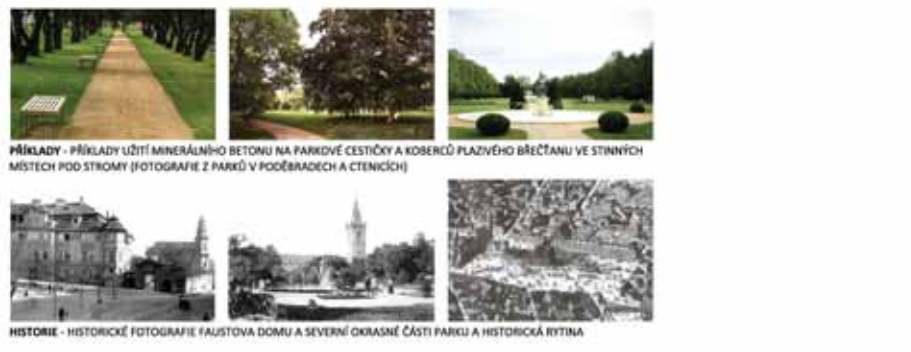 PŘÍKLADY - PŘÍKLADY UŽITÍ MINERÁLNÍHO BETONU NA PARKOVÉ CESTIČKY A KOBERCŮ PLAZIVÉHO BŘEČŤANU VE STINNÝCH
MÍSTECH POD STROMY (FOTOGRAFIE Z PARKŮ V PODĚBRADECH A CTENICÍCH)
HISTORIE - HISTORICKÉ FOTOGRAFIE FAUSTOVA DOMU A SEVERNÍ OKRASNÉ ČÁSTI PARKU A HISTORICKÁ RYTINA